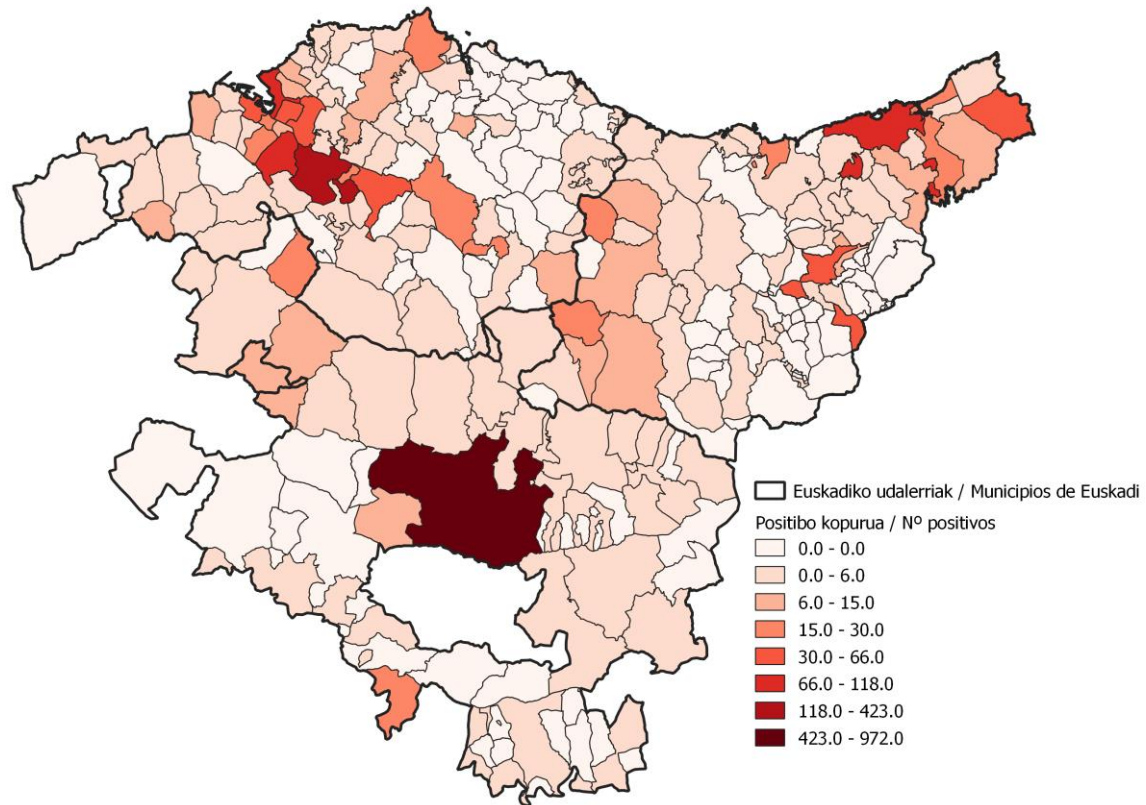 Euskadiko udalerriak / Municipios de Euskadi
Positibo kopurua / Nº positivos
0.0 - 0.0
0.0 - 6.0
6.0 - 15.0
15.0 - 30.0
30.0 - 66.0
66.0 - 118.0
118.0 - 423.0
423.0 - 972.0